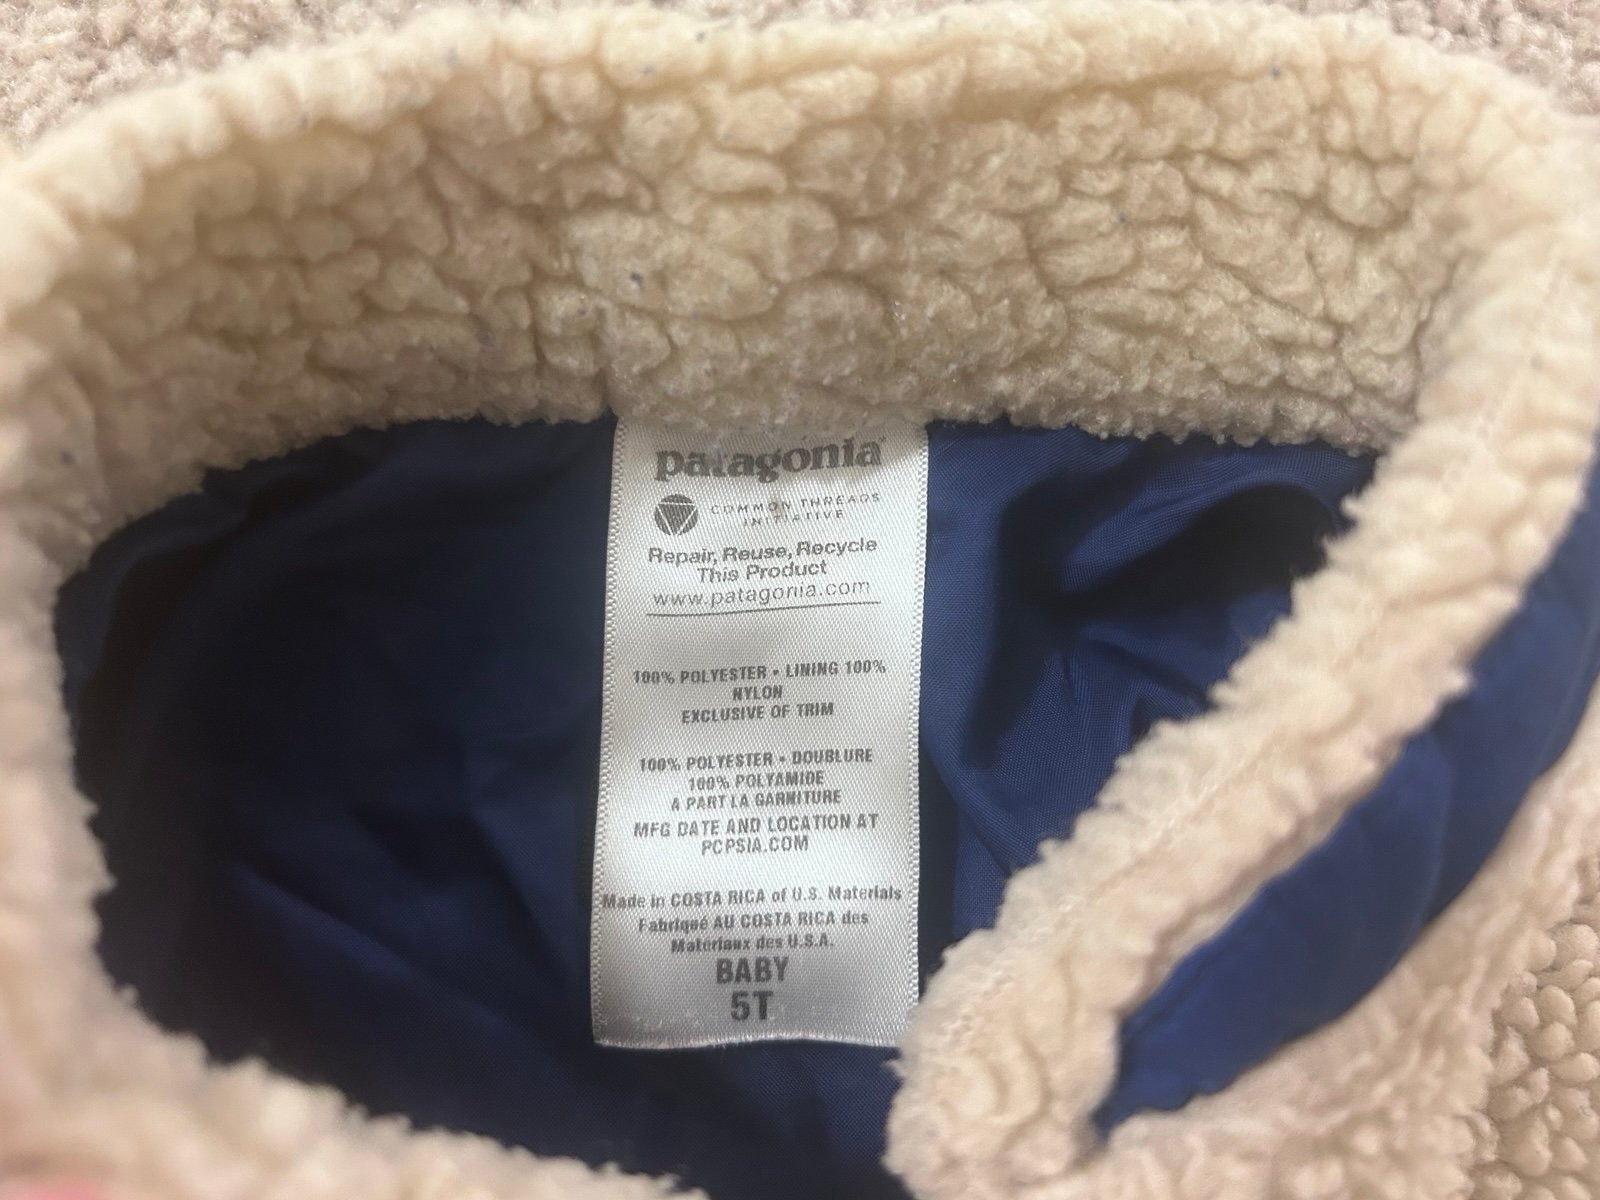 patagonia
COMMON THREADS
INITIATIVE
Repair, Reuse, Recycle
This Product
www.patagonia.com
100% POLYESTER • LINING 100%
NYLON
EXCLUSIVE OF TRIM
100% POLYESTER • DOUBLURE
100% POLYAMIDE
A PART LA GARNITURE
MFG DATE AND LOCATION AT
PCPSIA.COM
Made in COSTA RICA of U.S. Materials
Fabriqué AU COSTA RICA des
Materiaux des U.S.A.
BABY
5T